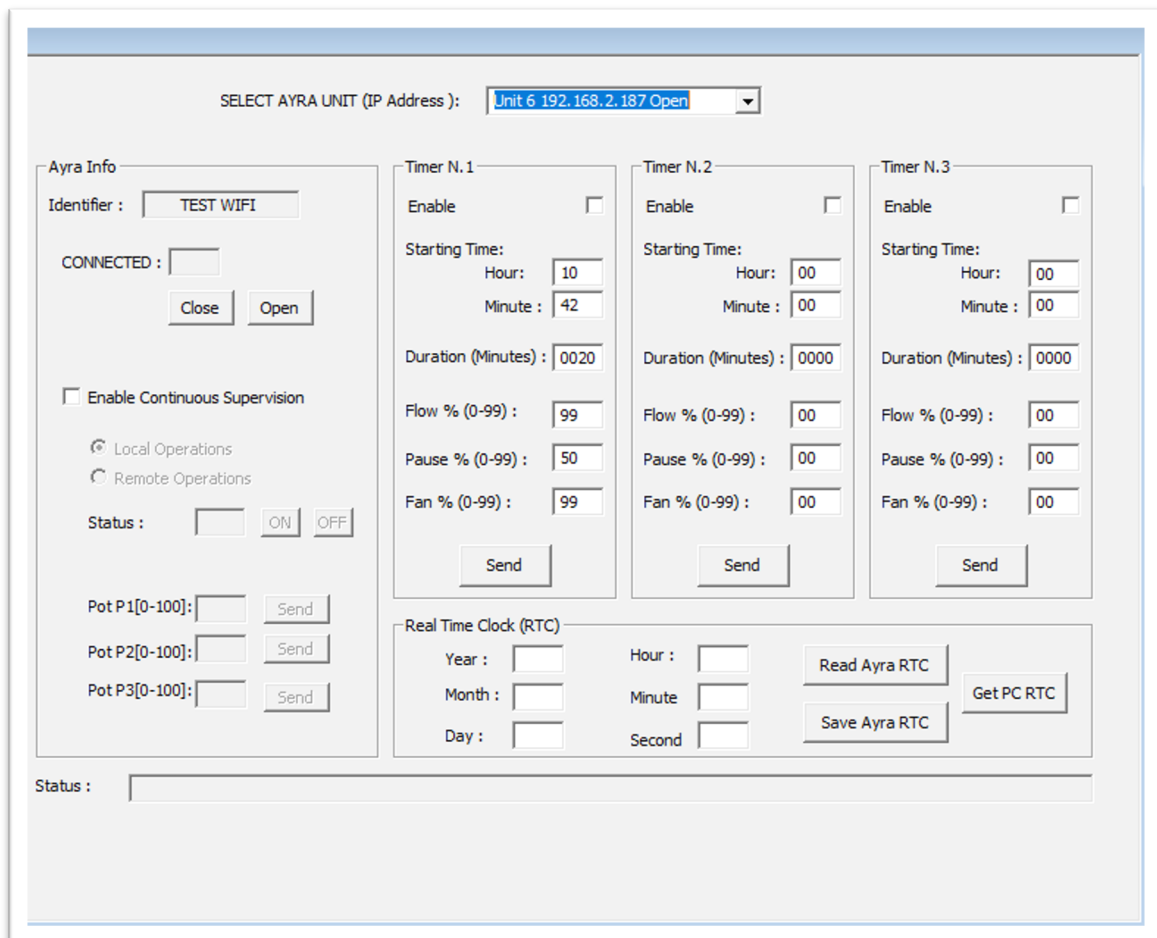 SELECT AYRA UNIT (IP Address ): Unit 6 192.168.2.187 Open
Ayra Info
Identifier : TEST WIFI
CONNECTED :
Close Open
Enable Continuous Supervision
Local Operations
Remote Operations
Status : ON OFF
Pot P1[0-100]: Send
Pot P2[0-100]: Send
Pot P3[0-100]: Send
Timer N.1
Enable
Starting Time:
Hour: 10
Minute : 42
Duration (Minutes) : 0020
Flow % (0-99) : 99
Pause % (0-99) : 50
Fan % (0-99) : 99
Send
Timer N.2
Enable
Starting Time:
Hour: 00
Minute : 00
Duration (Minutes) : 0000
Flow % (0-99) : 00
Pause % (0-99) : 00
Fan % (0-99) : 00
Send
Timer N.3
Enable
Starting Time:
Hour: 00
Minute : 00
Duration (Minutes) : 0000
Flow % (0-99) : 00
Pause % (0-99) : 00
Fan % (0-99) : 00
Send
Real Time Clock (RTC)
Year : Hour :
Month : Minute
Day : Second
Read Ayra RTC
Save Ayra RTC
Get PC RTC
Status :